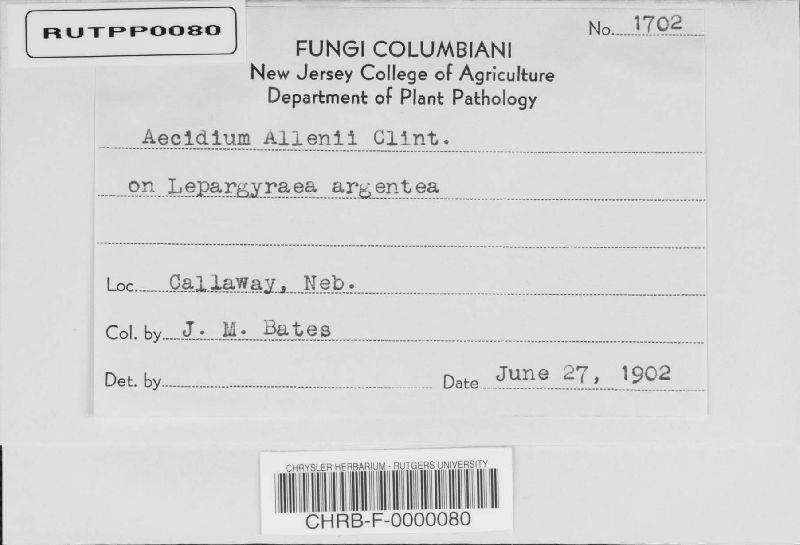 RUTPP0080
No. 1702
FUNGI COLUMBIANI
New Jersey College of Agriculture
Department of Plant Pathology
Aecidium Allenii Clint.
on Lepargyraea argentea
Loc. Callaway, Neb.
Col. by J. M. Bates
Det. by
Date June 27, 1902
CHRYSLER HERBARIUM - RUTGERS UNIVERSITY
CHRB-F-0000080